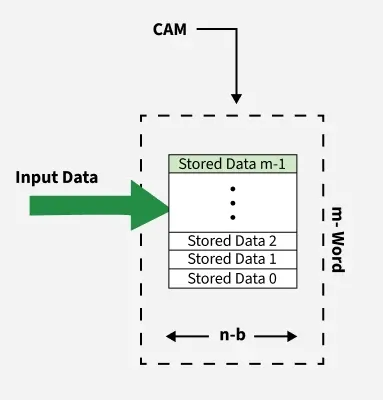 CAM
Stored Data m-1
Input Data
Stored Data 2
Stored Data 1
Stored Data 0
m- Word
n-b